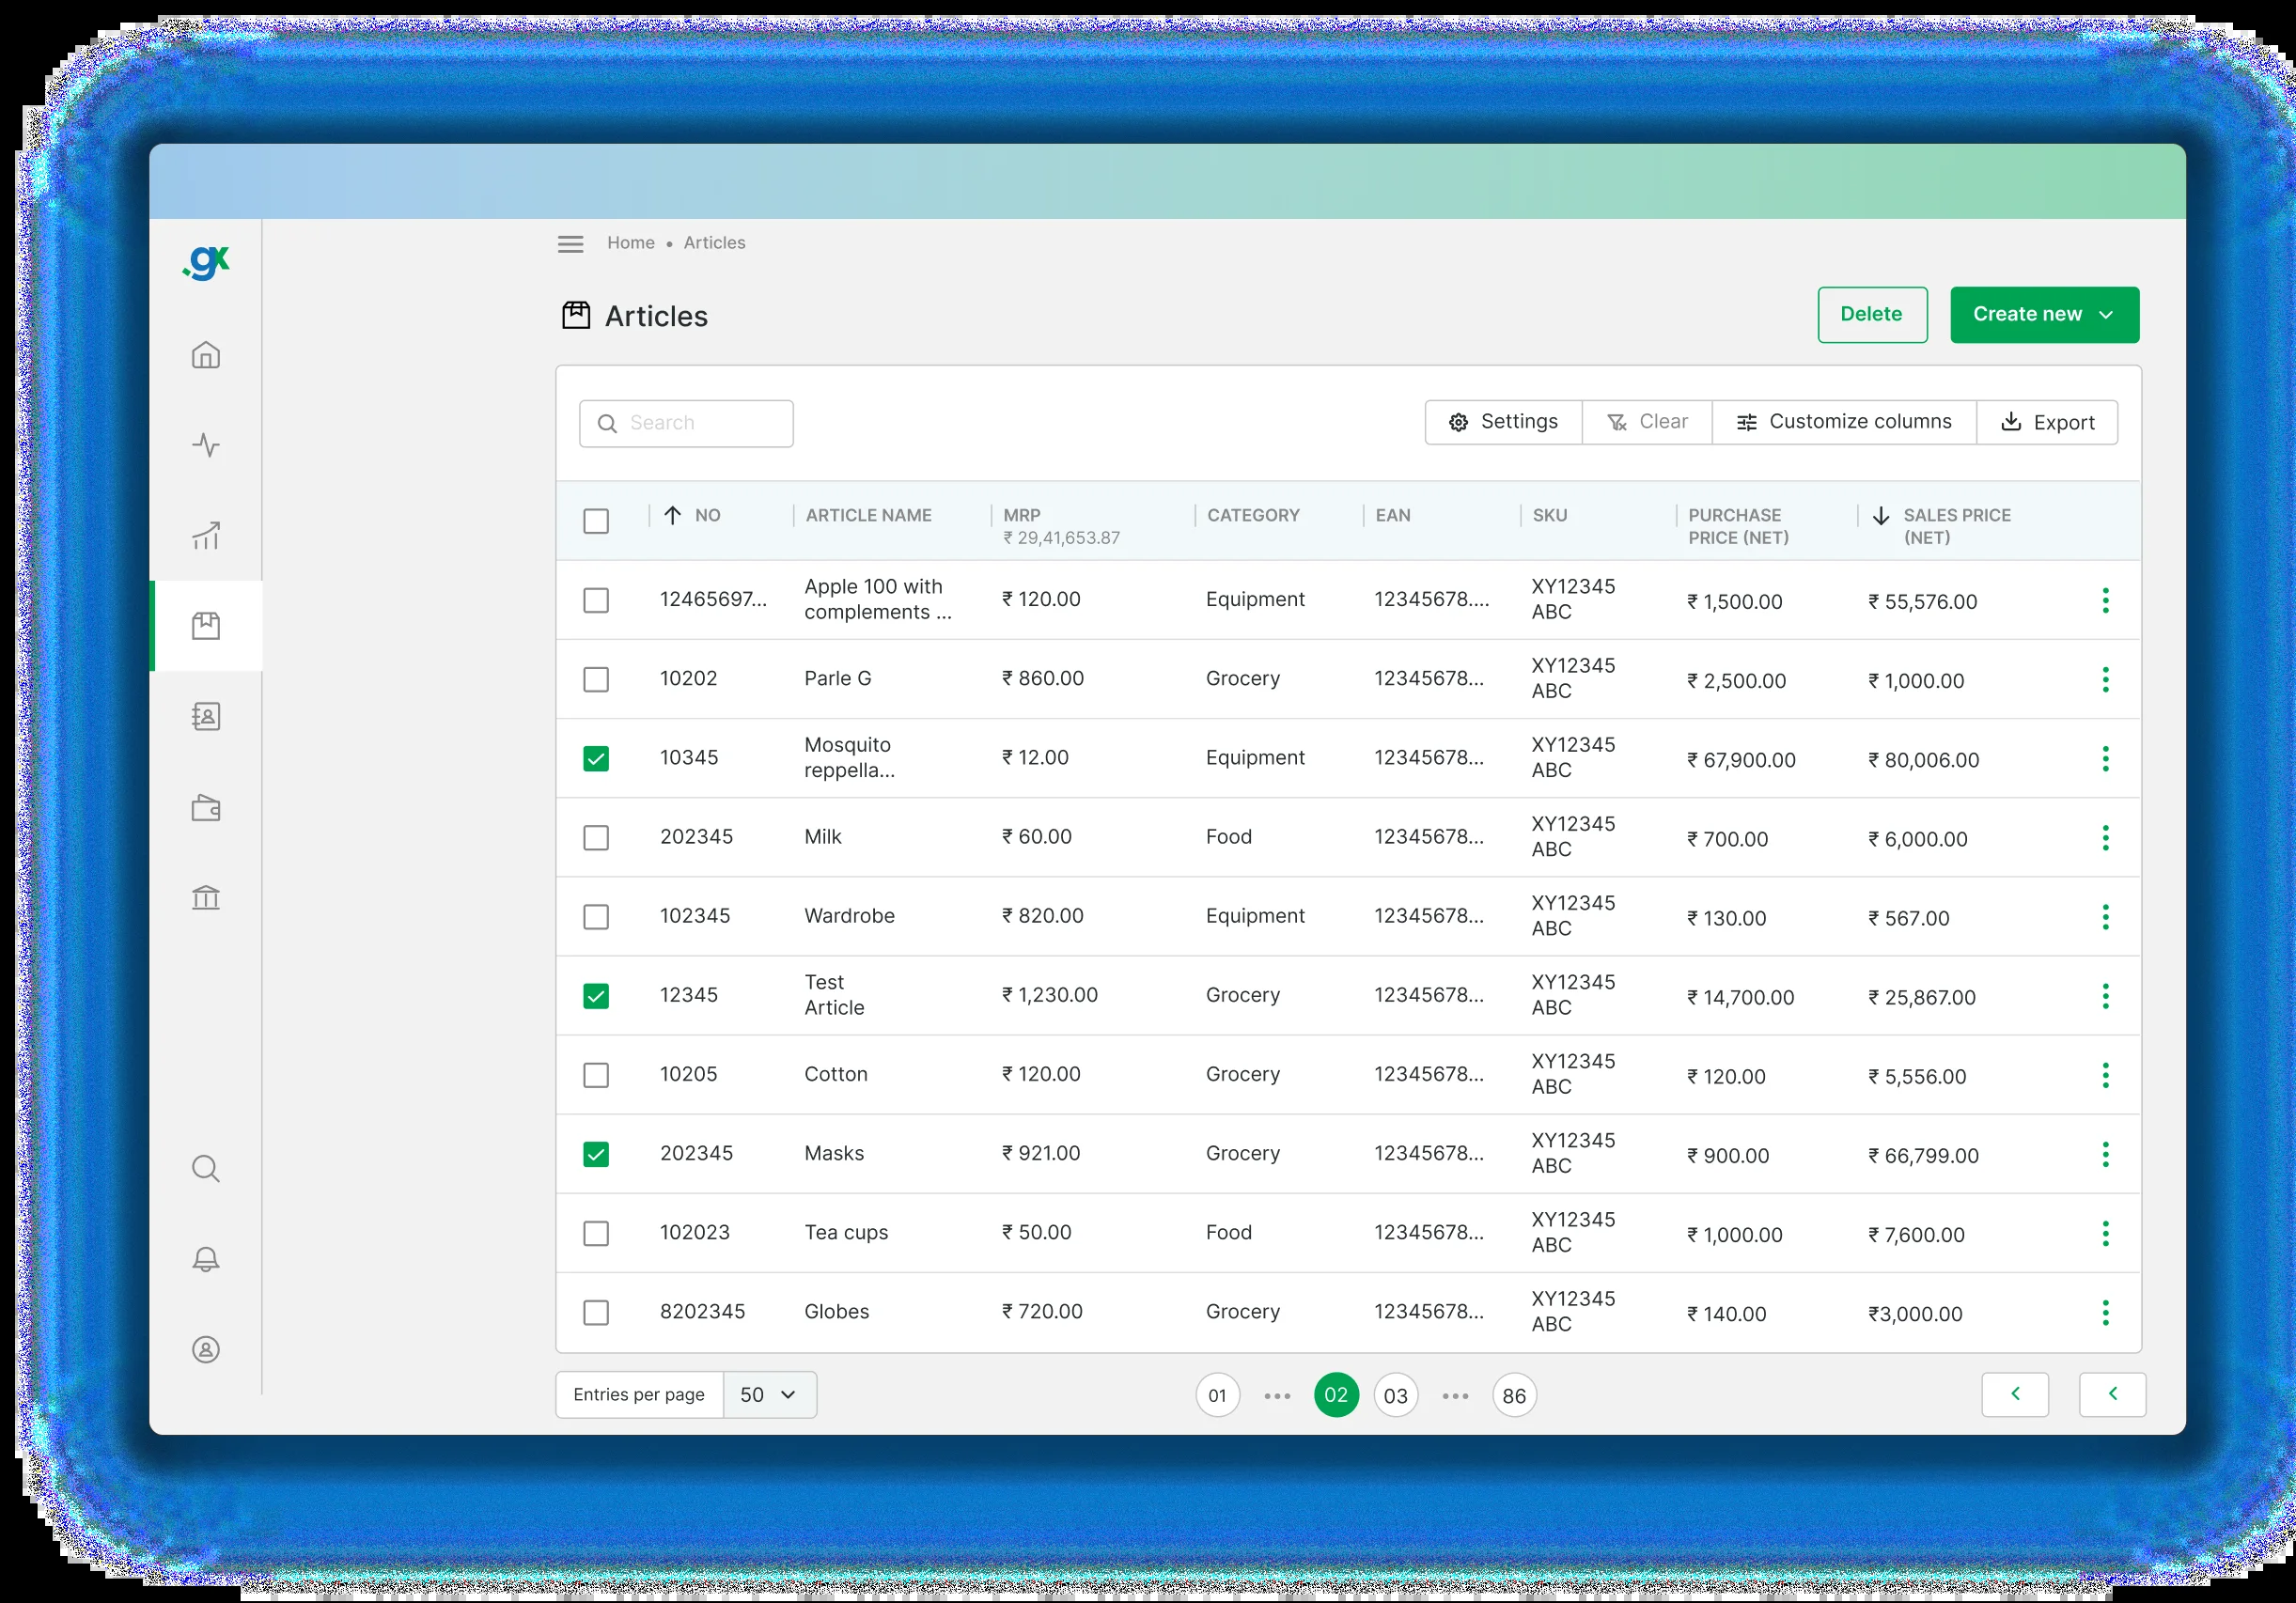 .gx
Home • Articles
Articles
Delete
Create new
Search
Settings
Clear
Customize columns
Export
NO
ARTICLE NAME
MRP
₹ 29,41,653.87
CATEGORY
EAN
SKU
PURCHASE
PRICE (NET)
SALES PRICE
(NET)
12465697...
Apple 100 with
complements ...
₹ 120.00
Equipment
12345678....
XY12345
ABC
₹ 1,500.00
₹ 55,576.00
10202
Parle G
₹ 860.00
Grocery
12345678...
XY12345
ABC
₹ 2,500.00
₹ 1,000.00
10345
Mosquito
reppella...
₹ 12.00
Equipment
12345678...
XY12345
ABC
₹ 67,900.00
₹ 80,006.00
202345
Milk
₹ 60.00
Food
12345678...
XY12345
ABC
₹ 700.00
₹ 6,000.00
102345
Wardrobe
₹ 820.00
Equipment
12345678...
XY12345
ABC
₹ 130.00
₹ 567.00
12345
Test
Article
₹ 1,230.00
Grocery
12345678...
XY12345
ABC
₹ 14,700.00
₹ 25,867.00
10205
Cotton
₹ 120.00
Grocery
12345678...
XY12345
ABC
₹ 120.00
₹ 5,556.00
202345
Masks
₹ 921.00
Grocery
12345678...
XY12345
ABC
₹ 900.00
₹ 66,799.00
102023
Tea cups
₹ 50.00
Food
12345678...
XY12345
ABC
₹ 1,000.00
₹ 7,600.00
8202345
Globes
₹ 720.00
Grocery
12345678...
XY12345
ABC
₹ 140.00
₹3,000.00
Entries per page
50
01 ••• 02 03 ••• 86